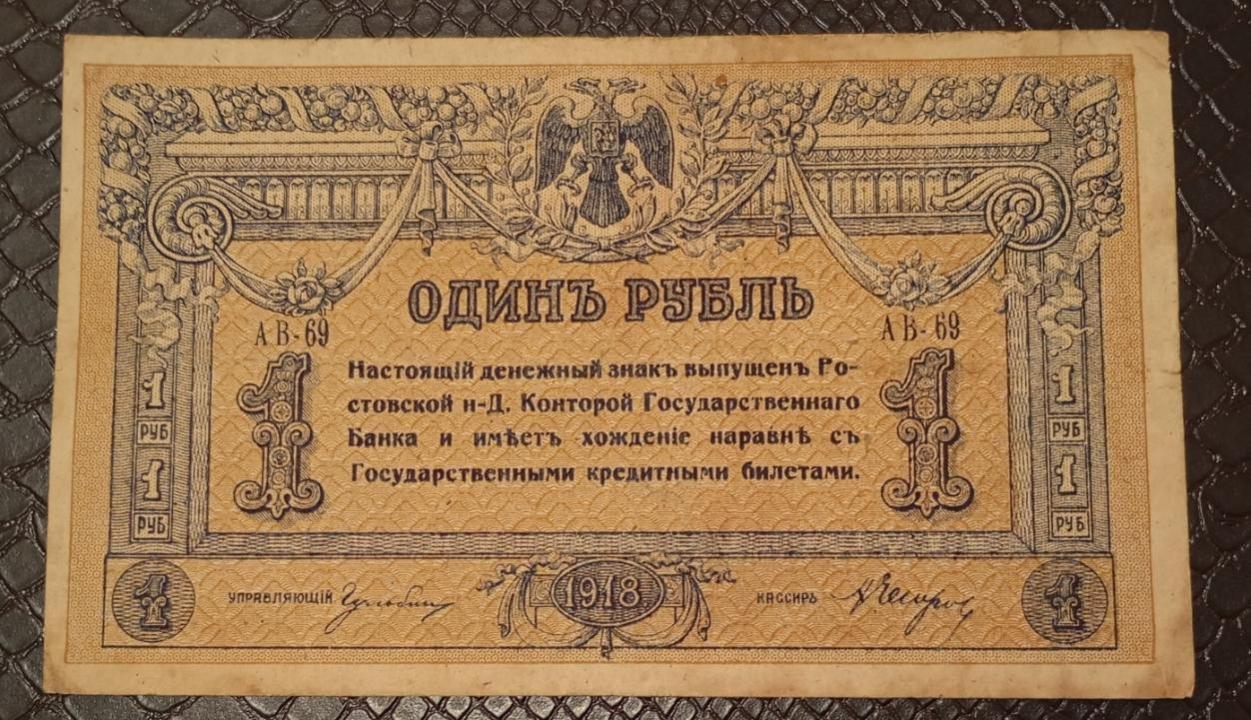 ОДИНЪ РУБЛЬ
АВ-69 АВ-69
Настоящій денежный знакъ выпущенъ Ро-
стовской н-Д. Конторой Государственнаго
Банка и имѣетъ хожденіе наравнѣ съ
Государственными кредитными билетами.
1 1
1 1
РУБ РУБ
1 1
РУБ РУБ
1 УПРАВЛЯЮЩІЙ 1918 КАССИРЪ 1